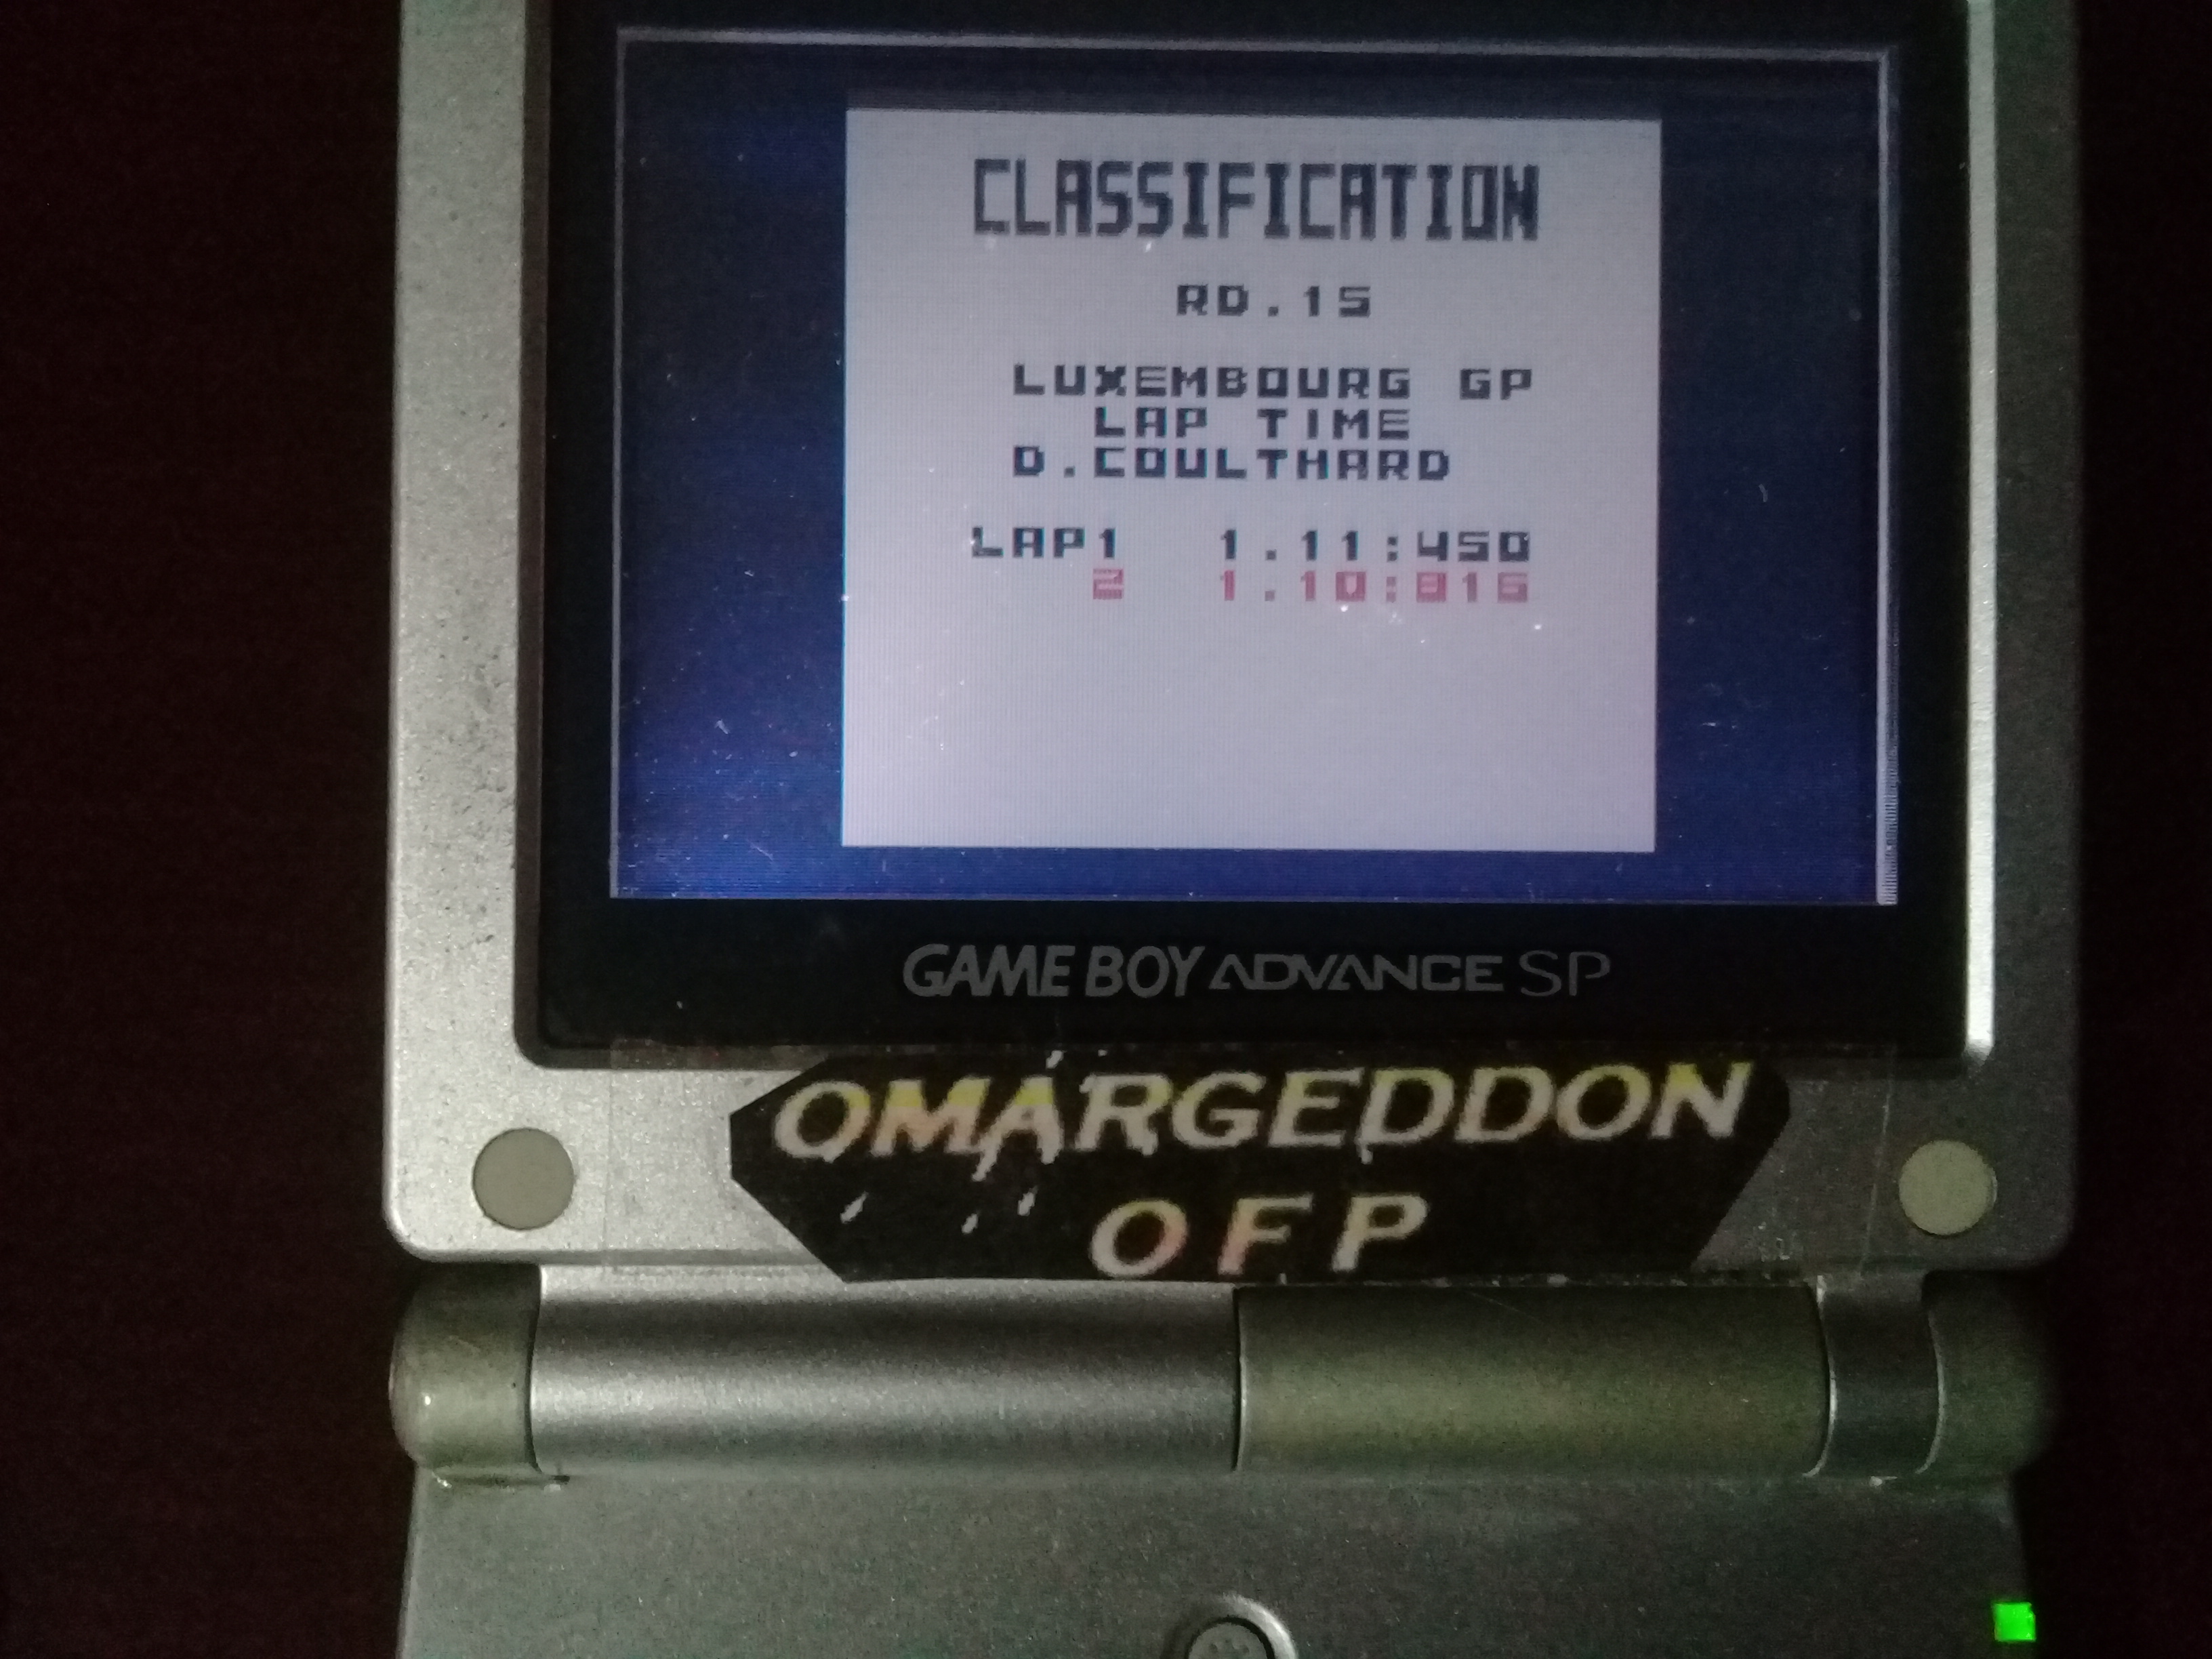 CLASSIFICATION
RD.15
LUXEMBOURG GP
LAP TIME
D.COULTHARD
LAP1 1.11:450
2 1.10:816
GAME BOY ADVANCE SP
OMARGEDDON
OFP